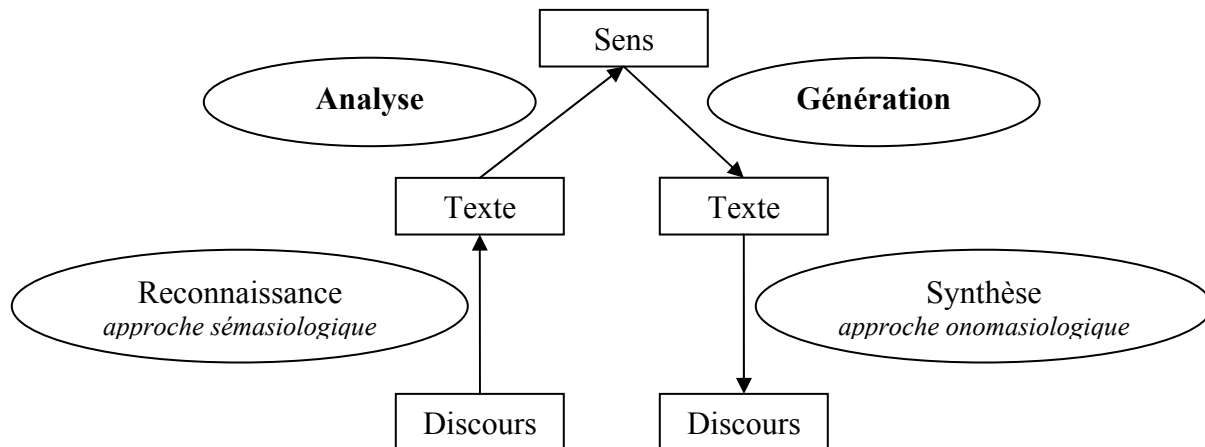 Sens
Analyse
Génération
Texte
Texte
Reconnaissance
approche sémasiologique
Synthèse
approche onomasiologique
Discours
Discours